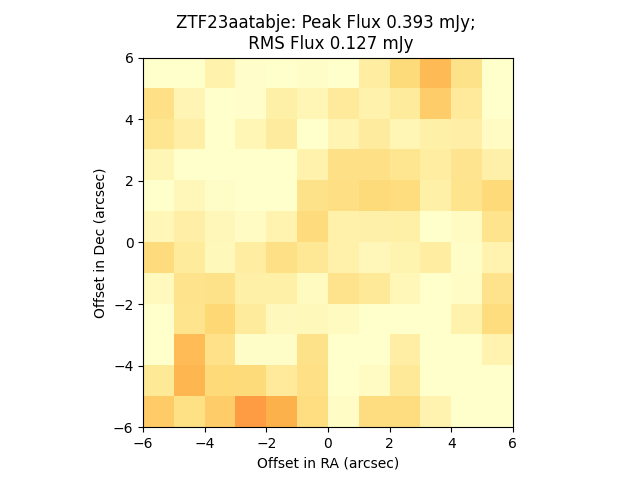 ZTF23aatabje: Peak Flux 0.393 mJy;
RMS Flux 0.127 mJy
6
4
2
0
−2
−4
−6
Offset in Dec (arcsec)
−6 −4 −2 0 2 4 6
Offset in RA (arcsec)